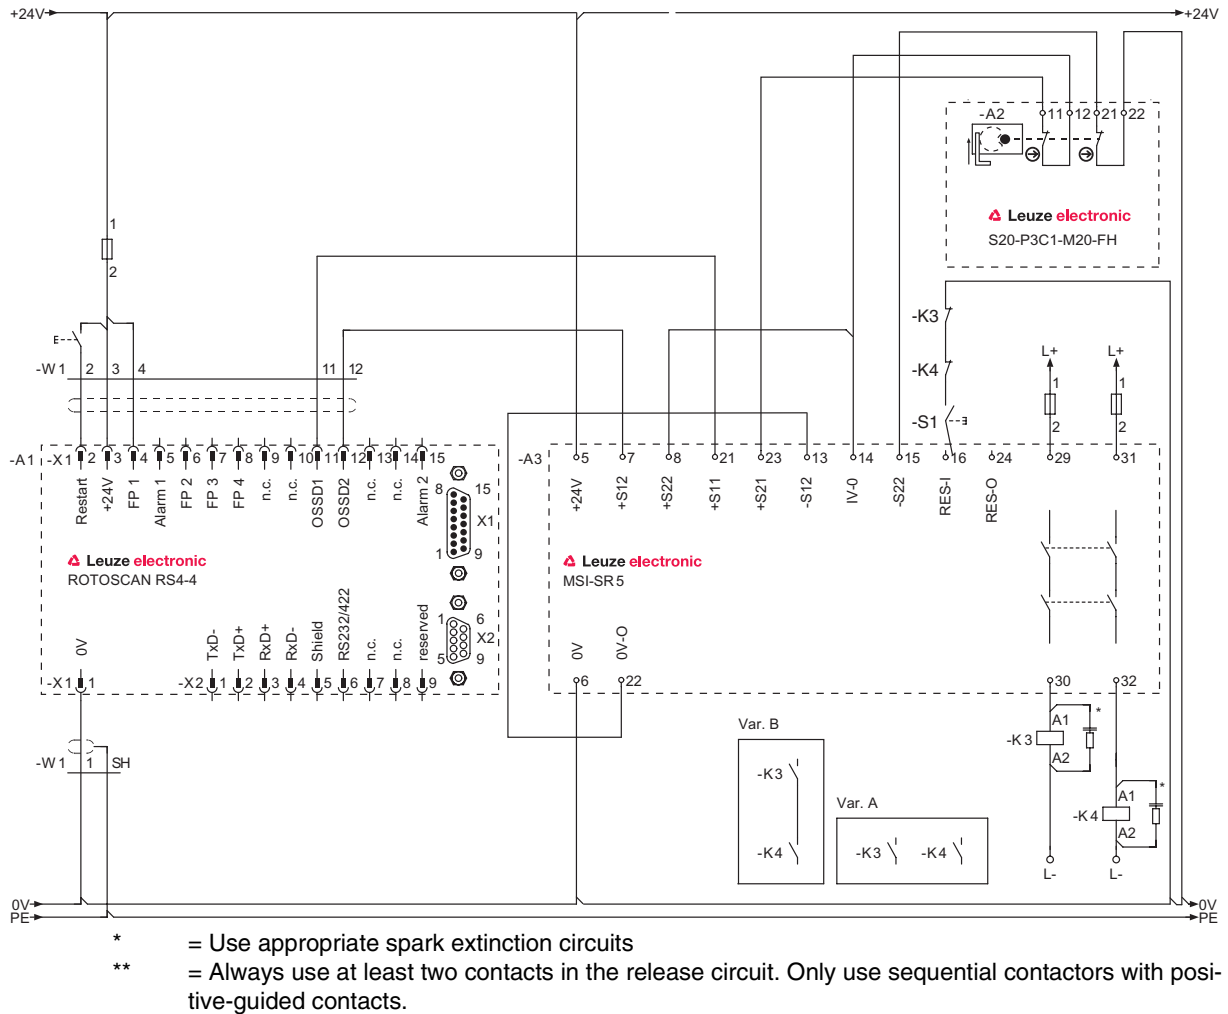 +24V
+24V
-A2
11 12 21 22
Leuze electronic
S20-P3C1-M20-FH
1
2
-K3
-K4
-S1
E
E
L+
L+
1
1
2
2
-W1 2 3 4 11 12
-A1 -X1 2 3 4 5 6 7 8 9 10 11 12 13 14 15
Restart
+24V
FP 1
Alarm 1
FP 2
FP 3
FP 4
n.c.
n.c.
OSSD1
OSSD2
n.c.
n.c.
Alarm 2
8 15
X1
1 9
Leuze electronic
ROTOSCAN RS4-4
1 6
X2
5 9
0V
TxD-
TxD+
RxD+
RxD-
Shield
RS232/422
n.c.
n.c.
reserved
-X1 1 -X2 1 2 3 4 5 6 7 8 9
-W1 1 SH
-A3 5 7 8 21 23 13 14 15 16 24 29 31
+24V
+S12
+S22
+S11
+S21
-S12
IV-0
-S22
RES-I
RES-O
Leuze electronic
MSI-SR5
0V
0V-O
6 22 30 32
Var. B
-K3
-K4
Var. A
-K3 -K4
-K3 A1 *
A2
-K4 A1 *
A2
L-
L-
0V
0V
PE
PE
* = Use appropriate spark extinction circuits
** = Always use at least two contacts in the release circuit. Only use sequential contactors with posi-
tive-guided contacts.